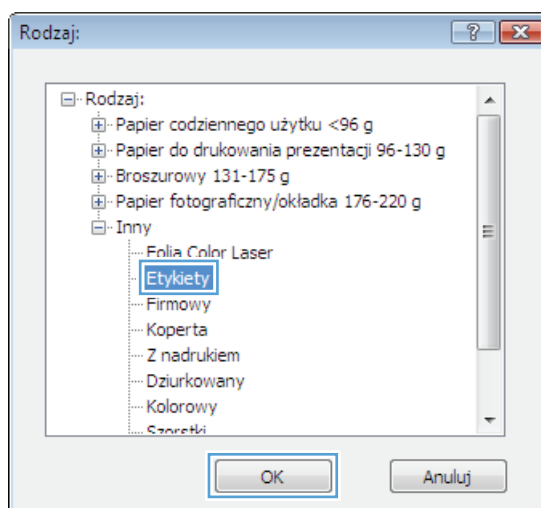 Rodzaj:
Rodzaj:
Papier codziennego użytku <96 g
Papier do drukowania prezentacji 96-130 g
Broszurowy 131-175 g
Papier fotograficzny/okładka 176-220 g
Inny
Folia Color Laser
Etykiety
Firmowy
Koperta
Z nadrukiem
Dziurkowany
Kolorowy
Szorstki
OK
Anuluj